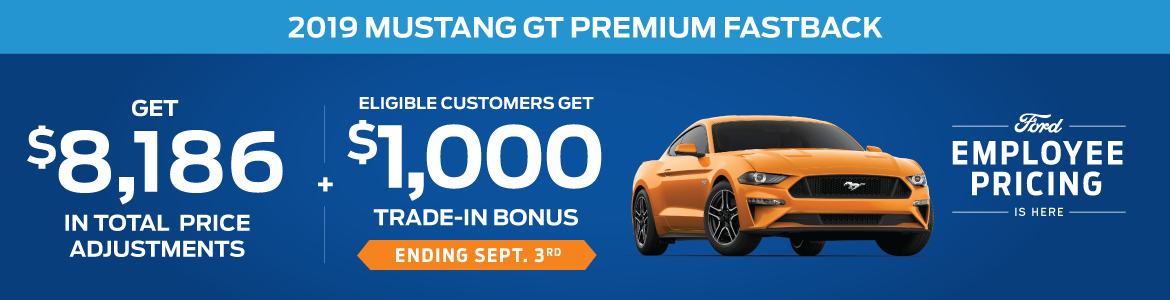 2019 MUSTANG GT PREMIUM FASTBACK
GET
$8,186
IN TOTAL PRICE
ADJUSTMENTS
+
ELIGIBLE CUSTOMERS GET
$1,000
TRADE-IN BONUS
ENDING SEPT. 3RD
Ford
EMPLOYEE
PRICING
IS HERE